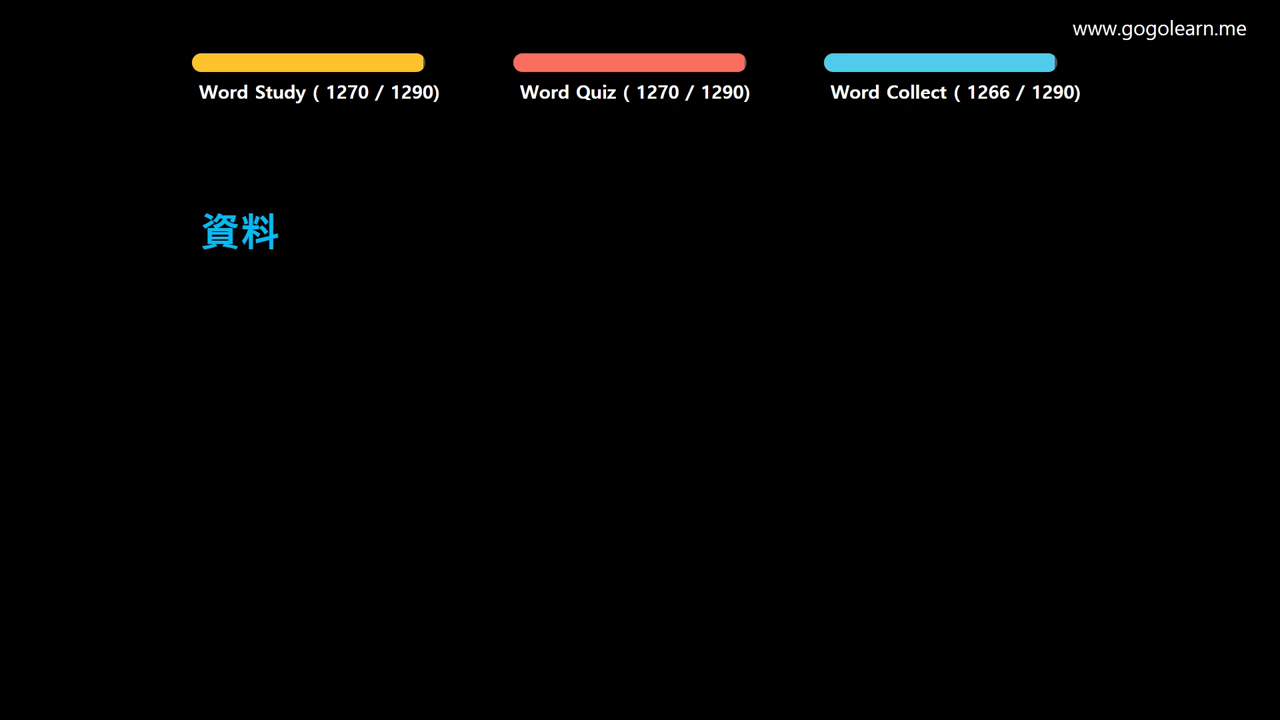 www.gogolearn.me
Word Study ( 1270 / 1290)
Word Quiz ( 1270 / 1290)
Word Collect ( 1266 / 1290)
資料